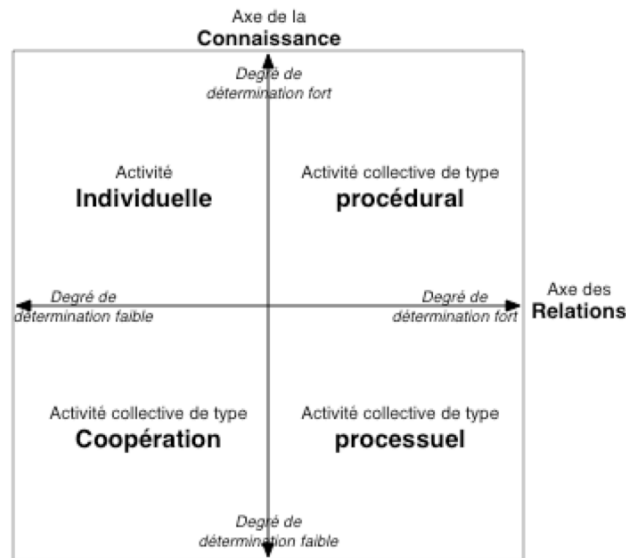 Axe de la
Connaissance
Degré de
détermination fort
Activité
Individuelle
Activité collective de type
procédural
Degré de
détermination faible
Degré de
détermination fort
Axe des
Relations
Activité collective de type
Coopération
Activité collective de type
processuel
Degré de
détermination faible